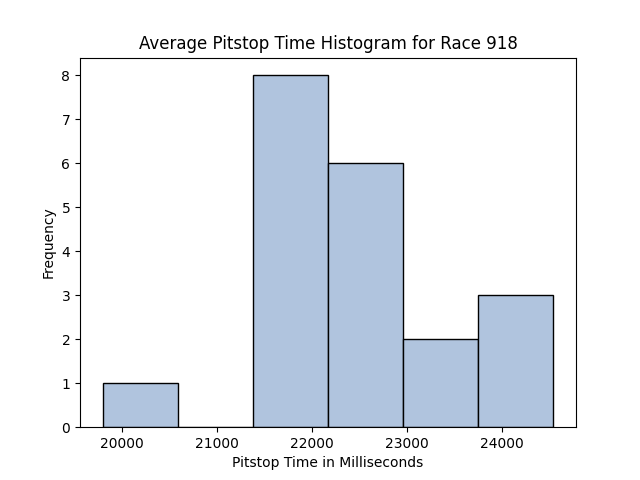 Average Pitstop Time Histogram for Race 918
8
7
6
5
4
3
2
1
0
Frequency
20000 21000 22000 23000 24000
Pitstop Time in Milliseconds